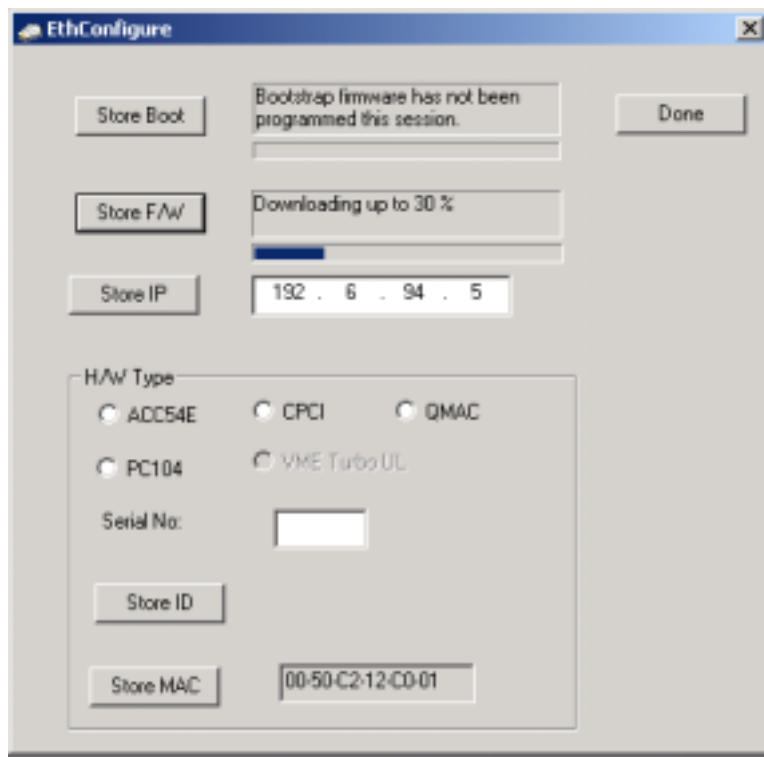 EthConfigure
Store Boot
Bootstrap firmware has not been
programmed this session.
Done
Store F/W
Downloading up to 30 %
Store IP
192 . 6 . 94 . 5
H/W Type
ACC54E
CPCI
QMAC
PC104
VME Turbo UL
Serial No:
Store ID
Store MAC
00-50-C2-12-C0-01